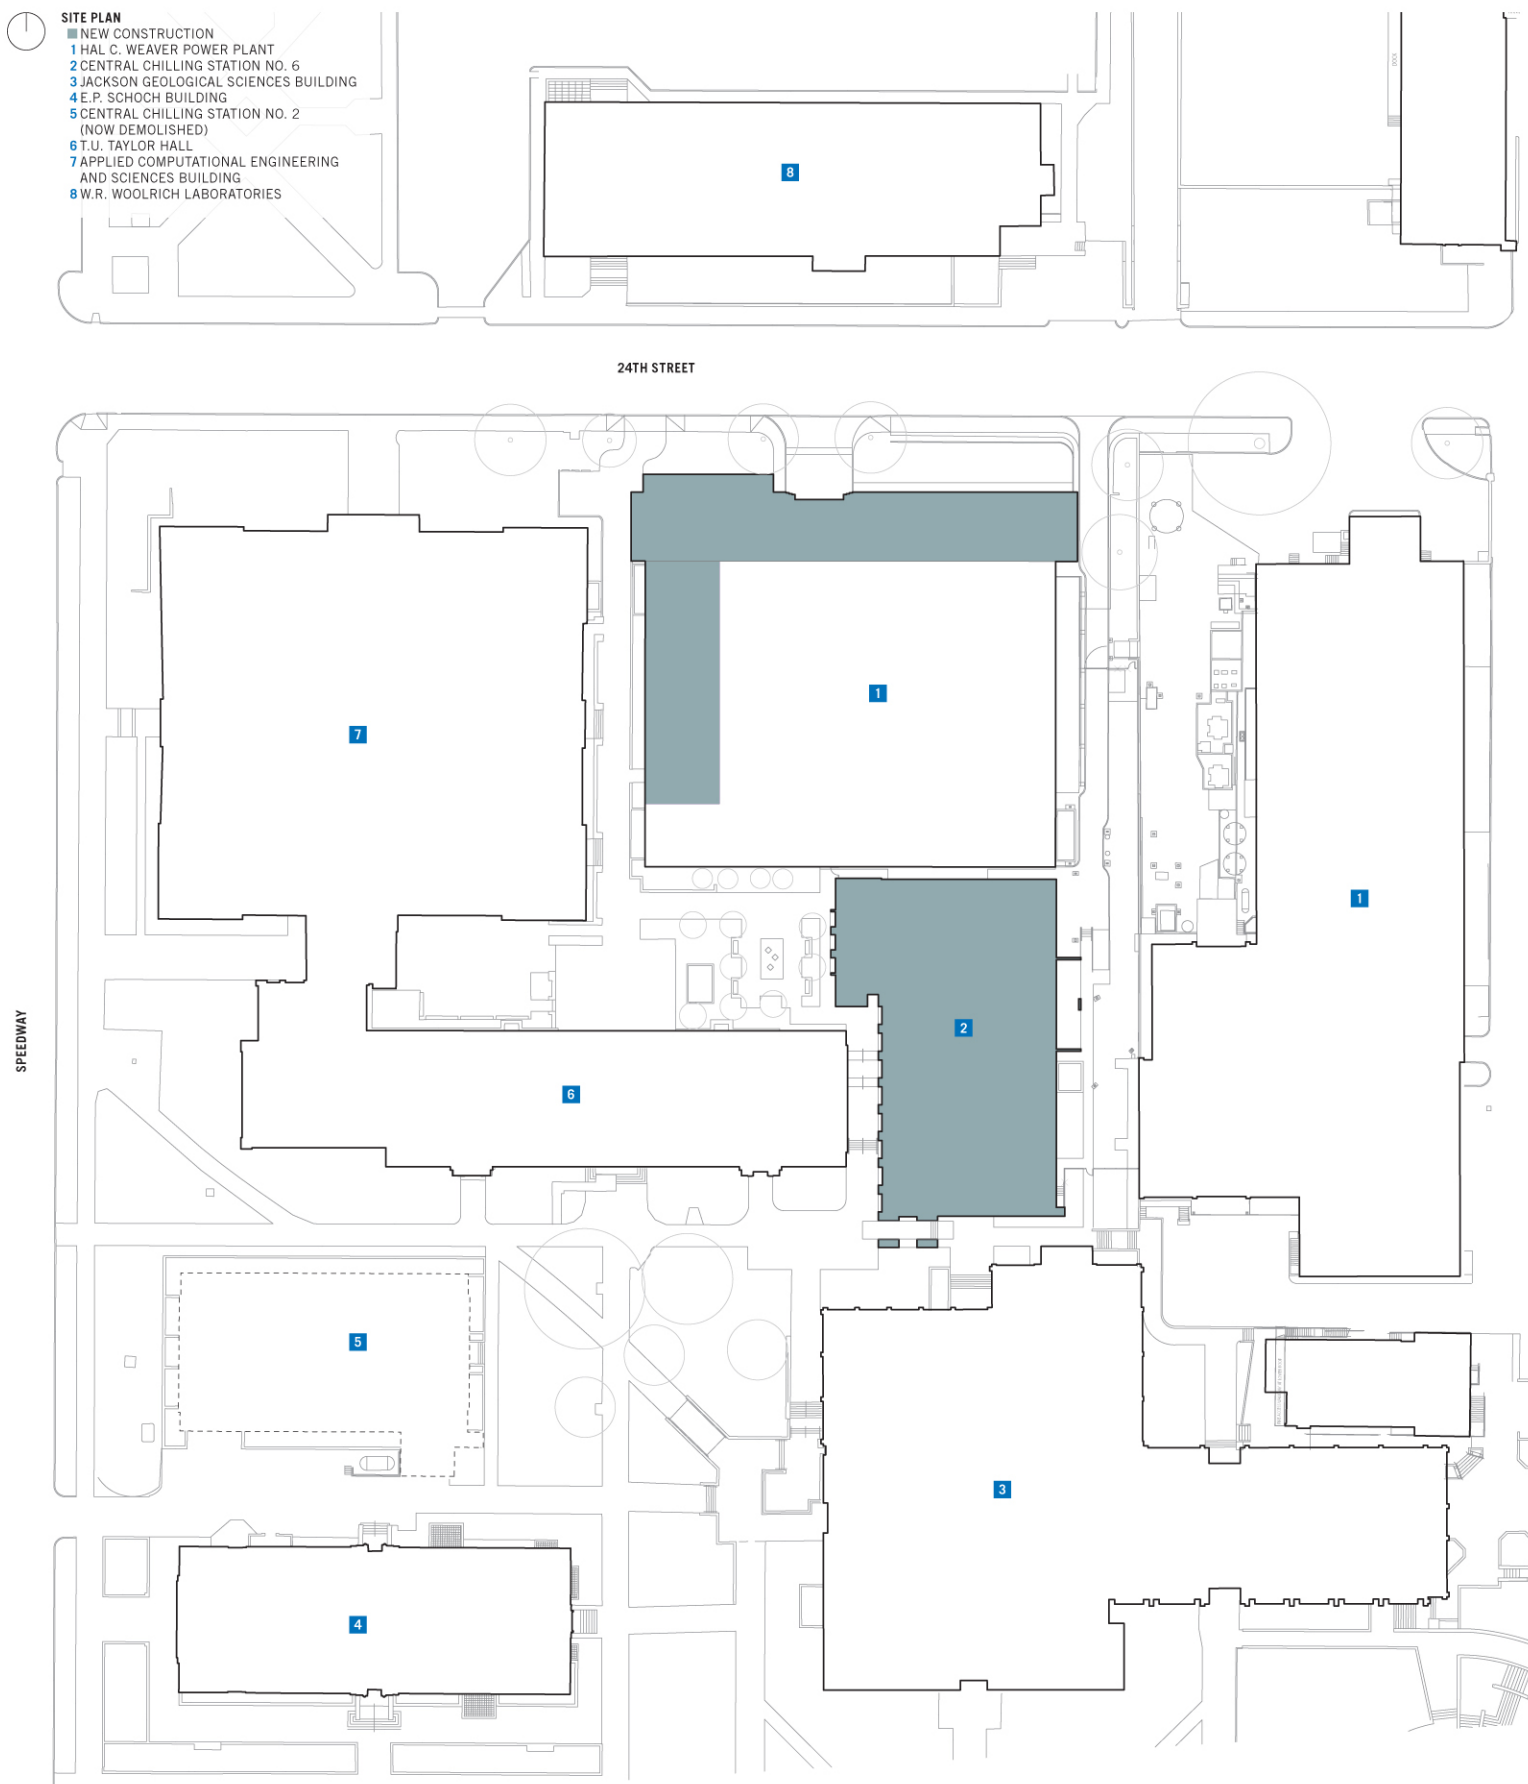 SITE PLAN
NEW CONSTRUCTION
1 HAL C. WEAVER POWER PLANT
2 CENTRAL CHILLING STATION NO. 6
3 JACKSON GEOLOGICAL SCIENCES BUILDING
4 E.P. SCHOCH BUILDING
5 CENTRAL CHILLING STATION NO. 2
(NOW DEMOLISHED)
6 T.U. TAYLOR HALL
7 APPLIED COMPUTATIONAL ENGINEERING
AND SCIENCES BUILDING
8 W.R. WOOLRICH LABORATORIES
DOCK
8
24TH STREET
1
7
1
2
SPEEDWAY
6
5
3
4